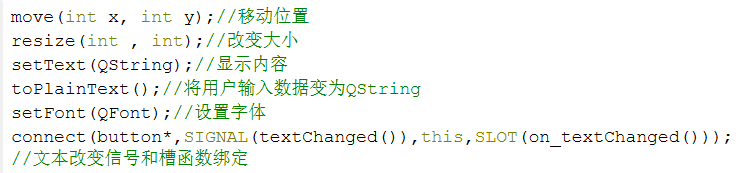 move(int x, int y);//移动位置
resize(int , int);//改变大小
setText(QString);//显示内容
toPlainText();//将用户输入数据变为QString
setFont(QFont);//设置字体
connect(button*,SIGNAL(textChanged()),this,SLOT(on_textChanged()));
//文本改变信号和槽函数绑定